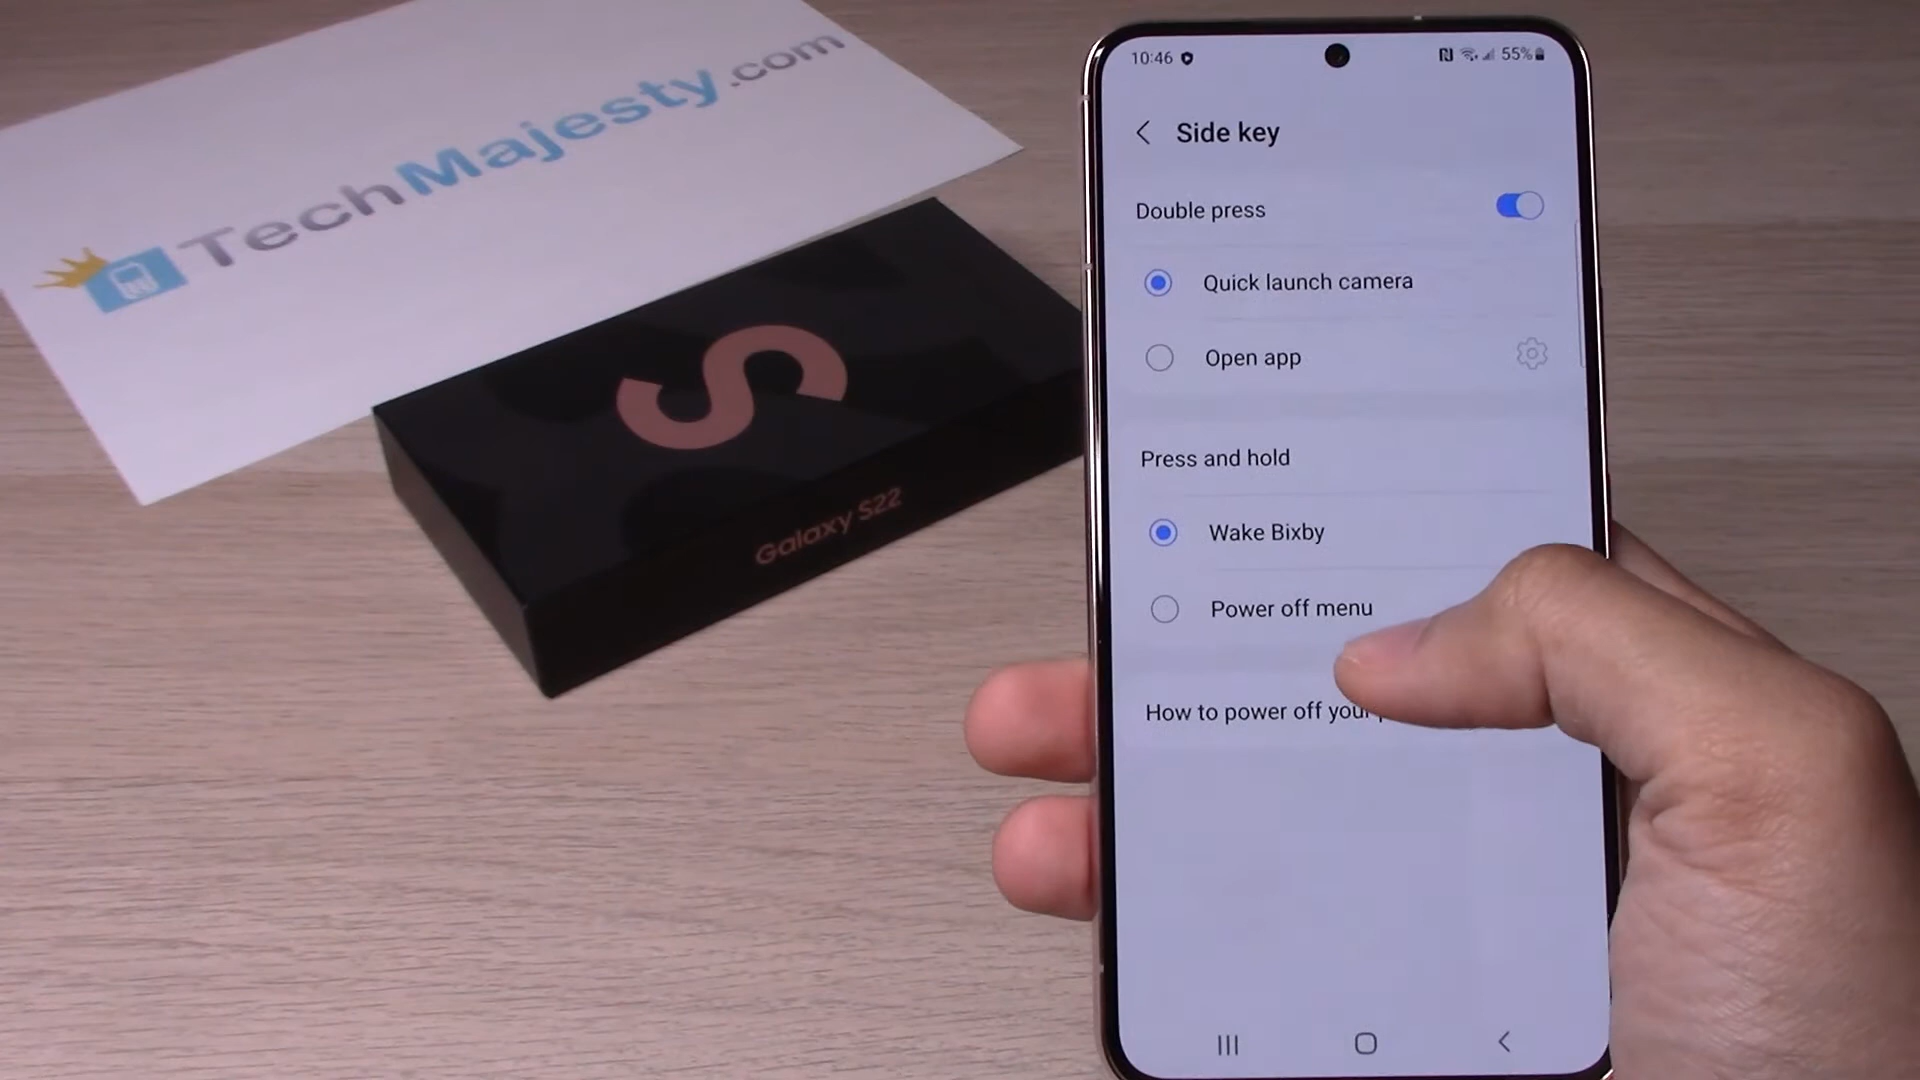 TechMajesty.com
Galaxy S22
10:46
55%
Side key
Double press
Quick launch camera
Open app
Press and hold
Wake Bixby
Power off menu
How to power off your